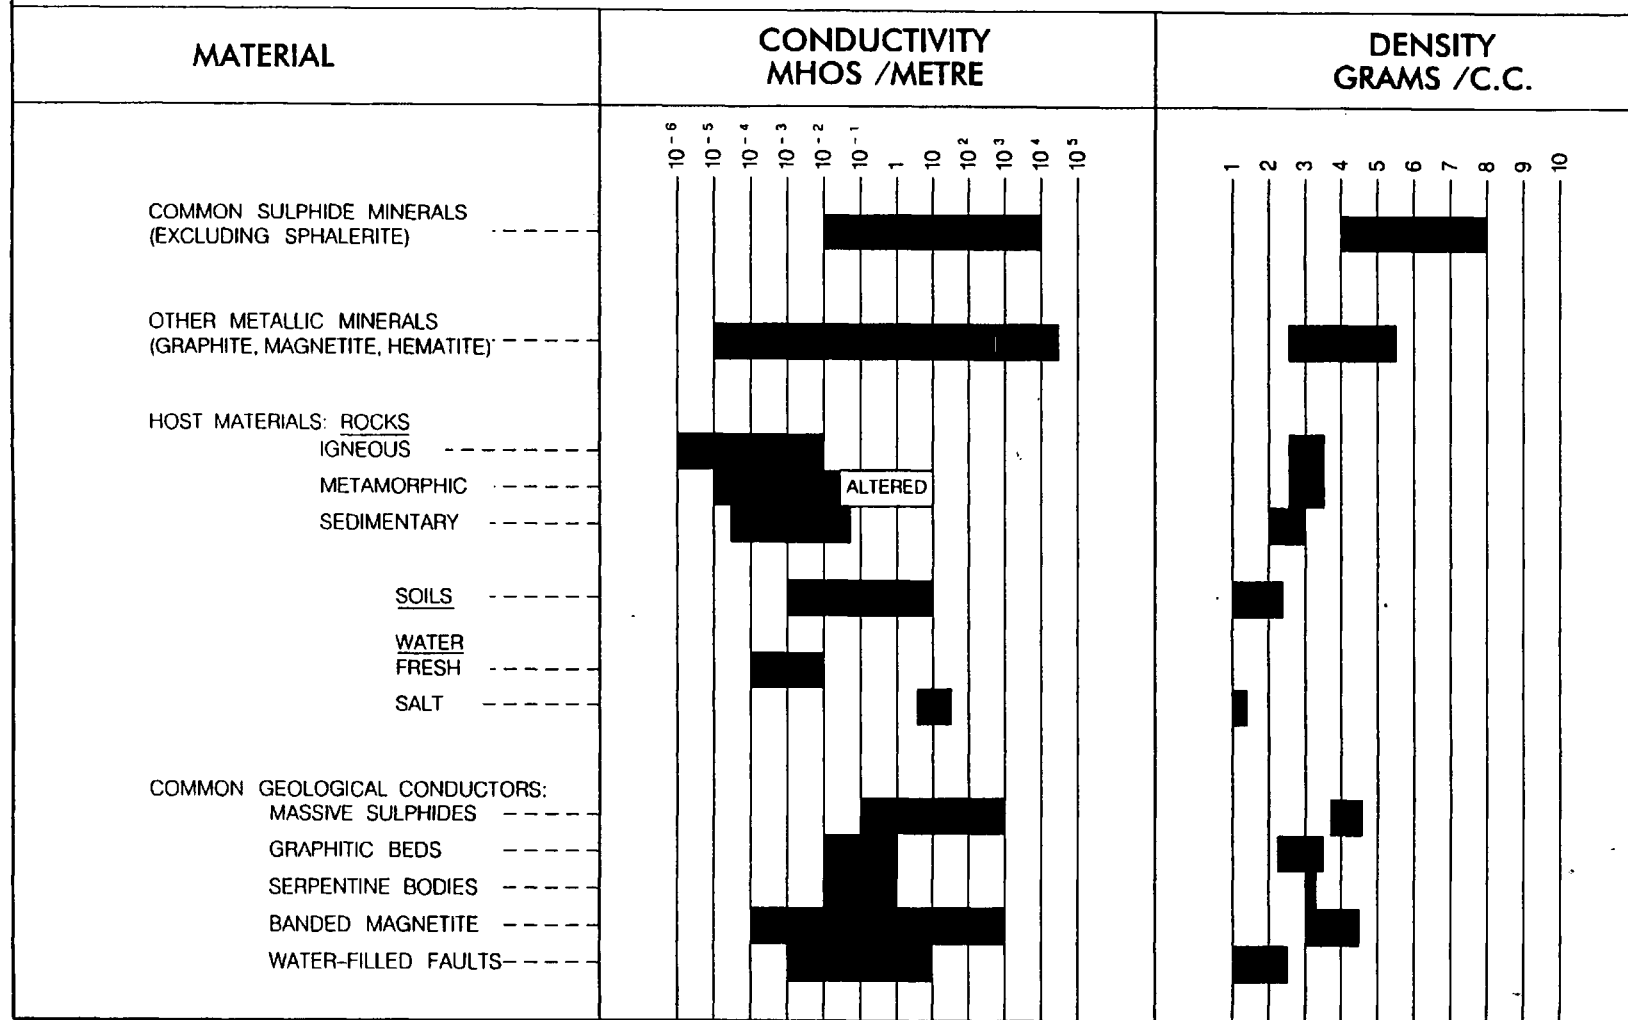 MATERIAL
CONDUCTIVITY
MHOS /METRE
DENSITY
GRAMS /C.C.
10⁻⁶ 10⁻⁵ 10⁻⁴ 10⁻³ 10⁻² 10⁻¹ 1 10 10² 10³ 10⁴ 10⁵
1 2 3 4 5 6 7 8 9 10
COMMON SULPHIDE MINERALS
(EXCLUDING SPHALERITE)
OTHER METALLIC MINERALS
(GRAPHITE, MAGNETITE, HEMATITE)
HOST MATERIALS: ROCKS
IGNEOUS
METAMORPHIC
ALTERED
SEDIMENTARY
SOILS
WATER
FRESH
SALT
COMMON GEOLOGICAL CONDUCTORS:
MASSIVE SULPHIDES
GRAPHITIC BEDS
SERPENTINE BODIES
BANDED MAGNETITE
WATER-FILLED FAULTS